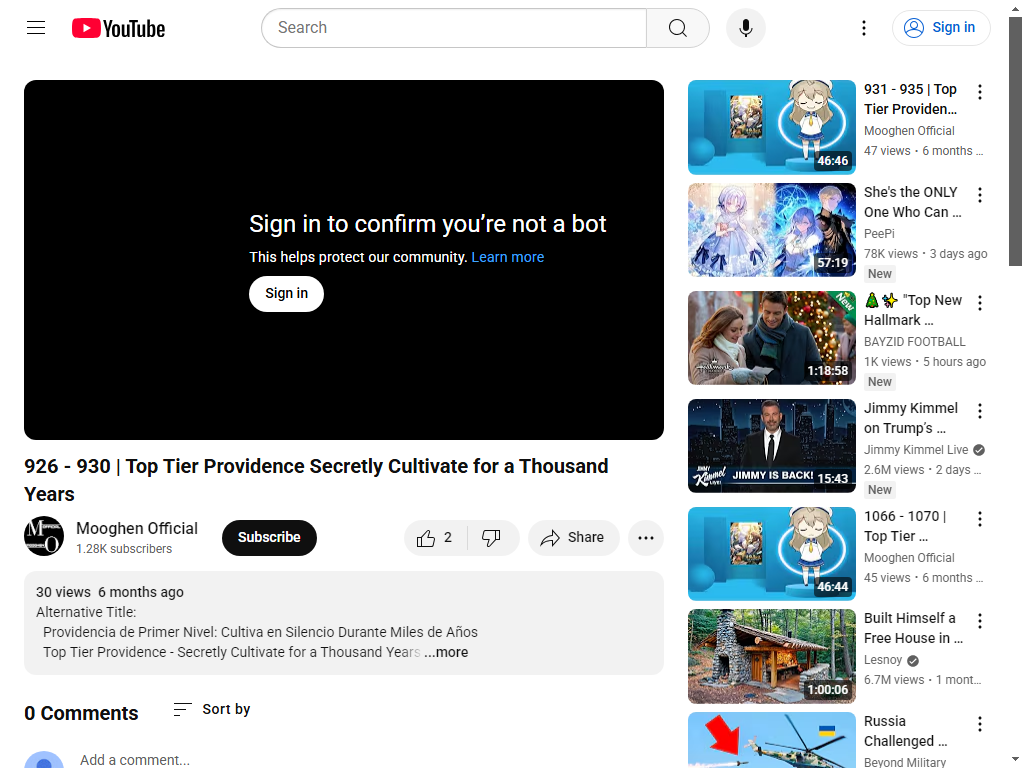 YouTube
Search
Sign in
Sign in to confirm you’re not a bot
This helps protect our community. Learn more
Sign in
926 - 930 | Top Tier Providence Secretly Cultivate for a Thousand
Years
Mooghen Official
1.28K subscribers
Subscribe
2
Share
30 views 6 months ago
Alternative Title:
Providencia de Primer Nivel: Cultiva en Silencio Durante Miles de Años
Top Tier Providence - Secretly Cultivate for a Thousand Years ...more
0 Comments
Sort by
Add a comment...
46:46
931 - 935 | Top
Tier Providen…
Mooghen Official
47 views • 6 months …
57:19
She's the ONLY
One Who Can …
PeePi
78K views • 3 days ago
New
New
Hallmark
1:18:58
🎄✨ "Top New
Hallmark …
BAYZID FOOTBALL
1K views • 5 hours ago
New
JIMMY KIMMEL LIVE!
JIMMY IS BACK!
15:43
Jimmy Kimmel
on Trump’s …
Jimmy Kimmel Live
2.6M views • 2 days …
New
46:44
1066 - 1070 |
Top Tier …
Mooghen Official
45 views • 6 months …
1:00:06
Built Himself a
Free House in …
Lesnoy
6.7M views • 1 mont…
Russia
Challenged …
Beyond Military